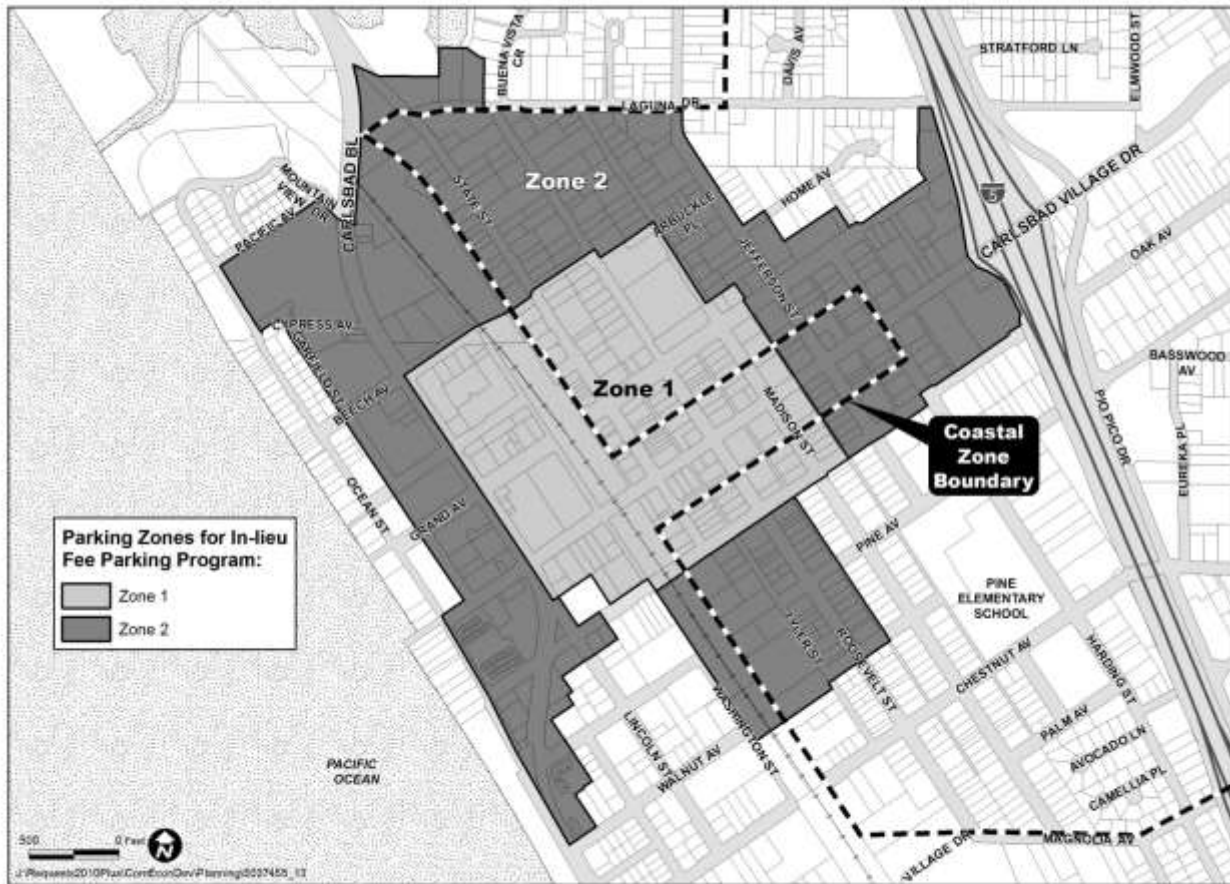 BUENA VISTA
CR
DAVIS AV
STRATFORD LN
ELMWOOD ST
LAGUNA DR
CARLSBAD BL
MOUNTAIN
VIEW DR
PACIFIC AV
STATE ST
Zone 2
ARBUCKLE
PL
HOME AV
JEFFERSON ST
5
CARLSBAD VILLAGE DR
OAK AV
CYPRESS AV
GARFIELD ST
BEECH AV
Zone 1
MADISON ST
BASSWOOD
AV
Coastal
Zone
Boundary
PIO PICO DR
EUREKA PL
OCEAN ST
GRAND AV
PINE AV
Parking Zones for In-lieu
Fee Parking Program:
Zone 1
Zone 2
PINE
ELEMENTARY
SCHOOL
TYLER ST
ROOSEVELT ST
CHESTNUT AV
HARDING ST
LINCOLN ST
WALNUT AV
WASHINGTON ST
PALM AV
AVOCADO LN
CAMELLIA PL
PACIFIC
OCEAN
VILLAGE DR
MAGNOLIA AV
500
0 Feet
N